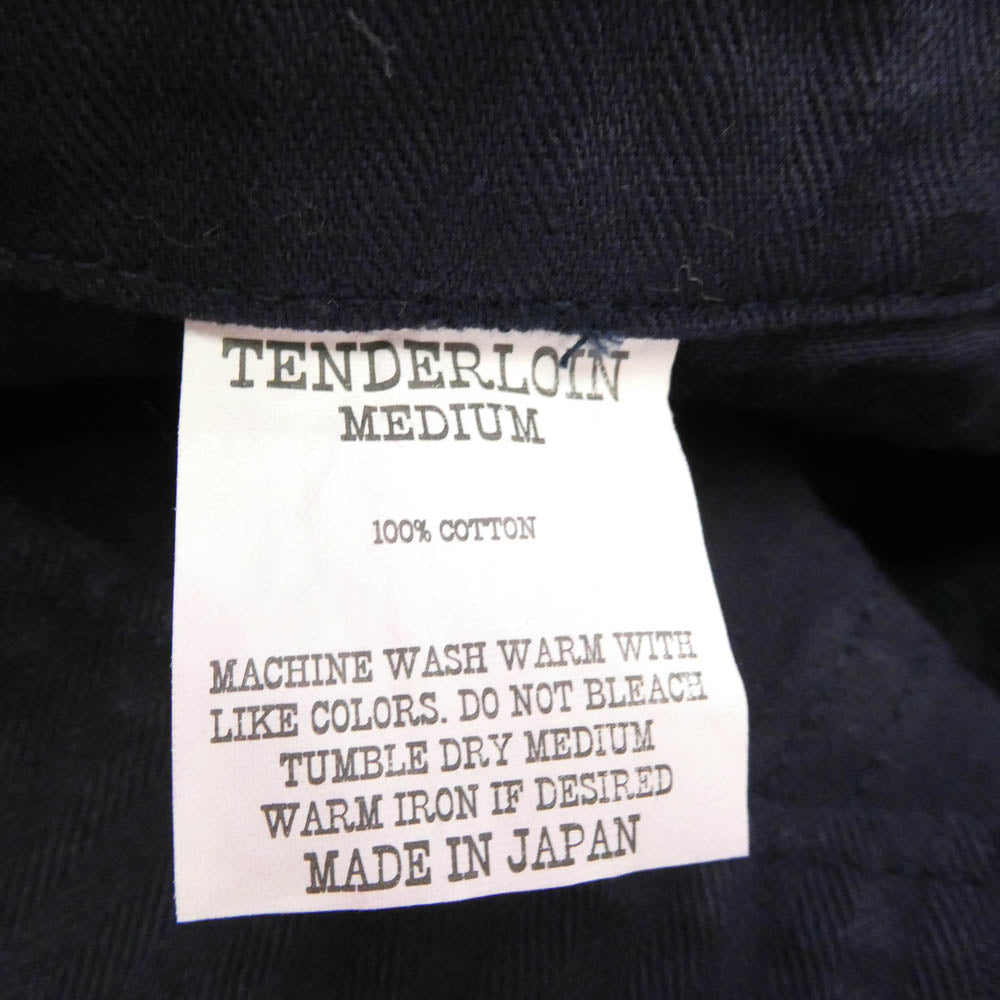 TENDERLOIN
MEDIUM
100% COTTON
MACHINE WASH WARM WITH
LIKE COLORS. DO NOT BLEACH
TUMBLE DRY MEDIUM
WARM IRON IF DESIRED
MADE IN JAPAN